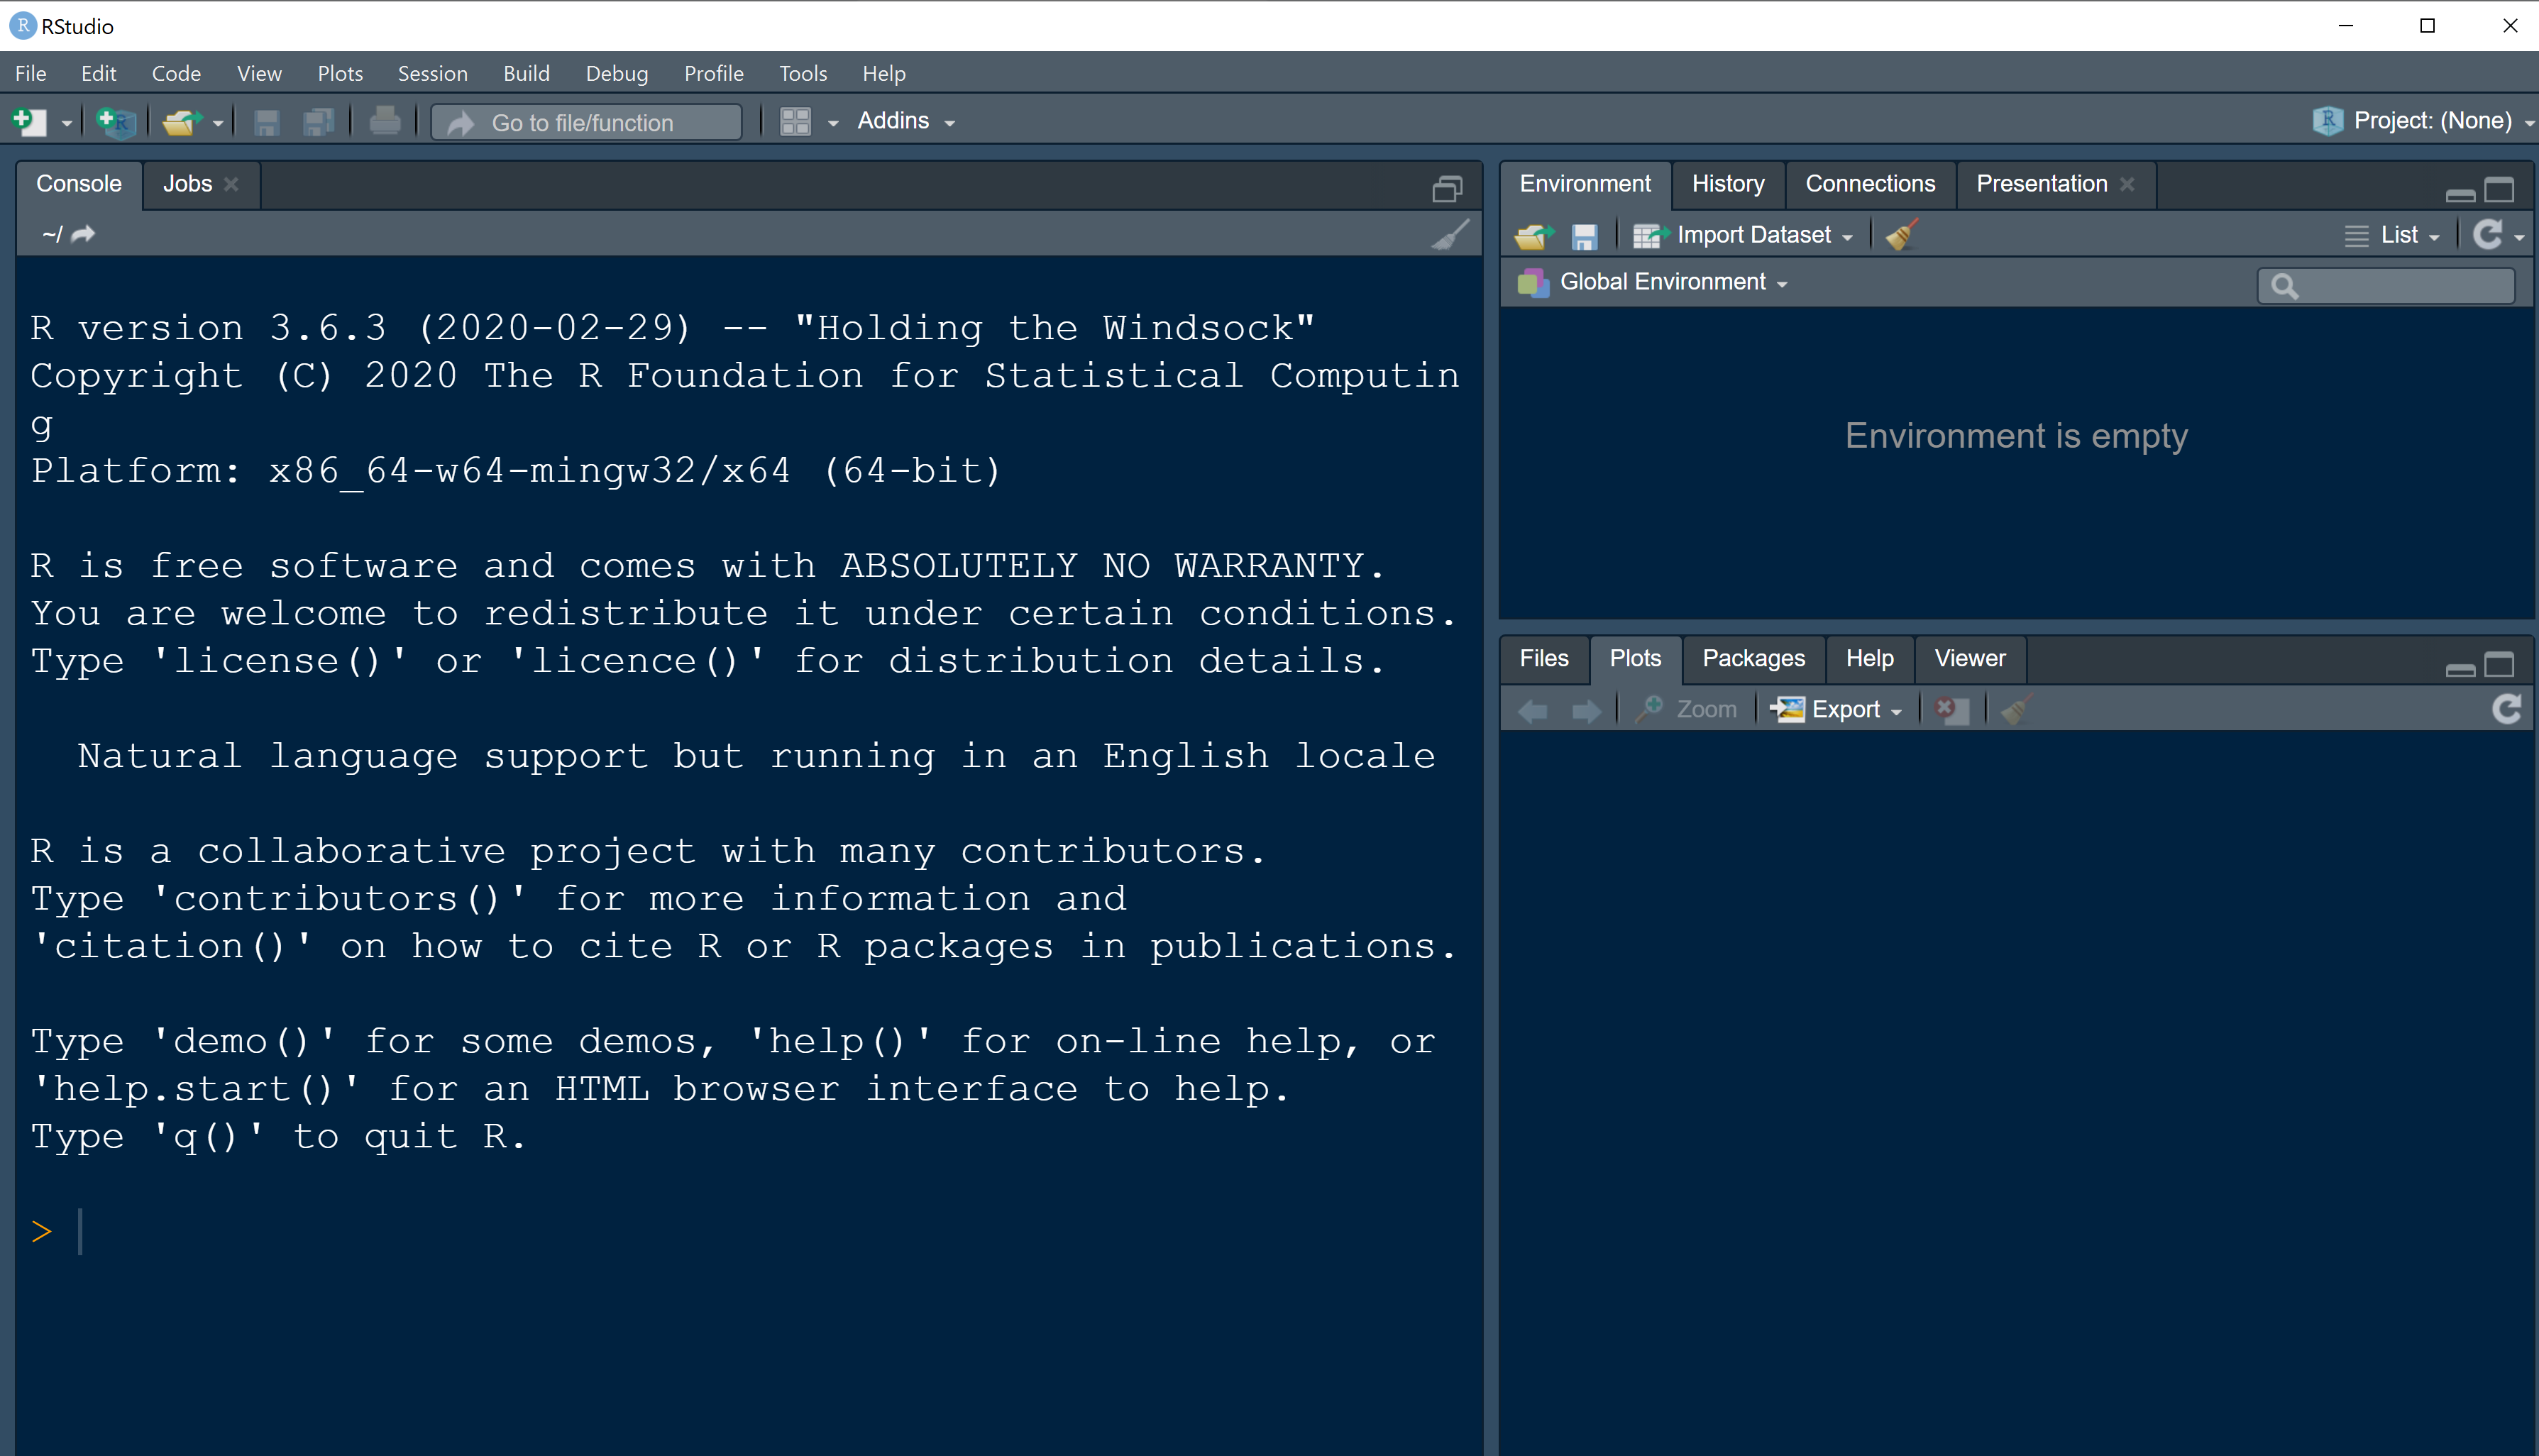 RStudio
File Edit Code View Plots Session Build Debug Profile Tools Help
Go to file/function Addins Project: (None)
Console Jobs
~/
R version 3.6.3 (2020-02-29) -- "Holding the Windsock"
Copyright (C) 2020 The R Foundation for Statistical Computin
g
Platform: x86_64-w64-mingw32/x64 (64-bit)
R is free software and comes with ABSOLUTELY NO WARRANTY.
You are welcome to redistribute it under certain conditions.
Type 'license()' or 'licence()' for distribution details.
Natural language support but running in an English locale
R is a collaborative project with many contributors.
Type 'contributors()' for more information and
'citation()' on how to cite R or R packages in publications.
Type 'demo()' for some demos, 'help()' for on-line help, or
'help.start()' for an HTML browser interface to help.
Type 'q()' to quit R.
>
Environment History Connections Presentation
Import Dataset List
Global Environment
Environment is empty
Files Plots Packages Help Viewer
Zoom Export